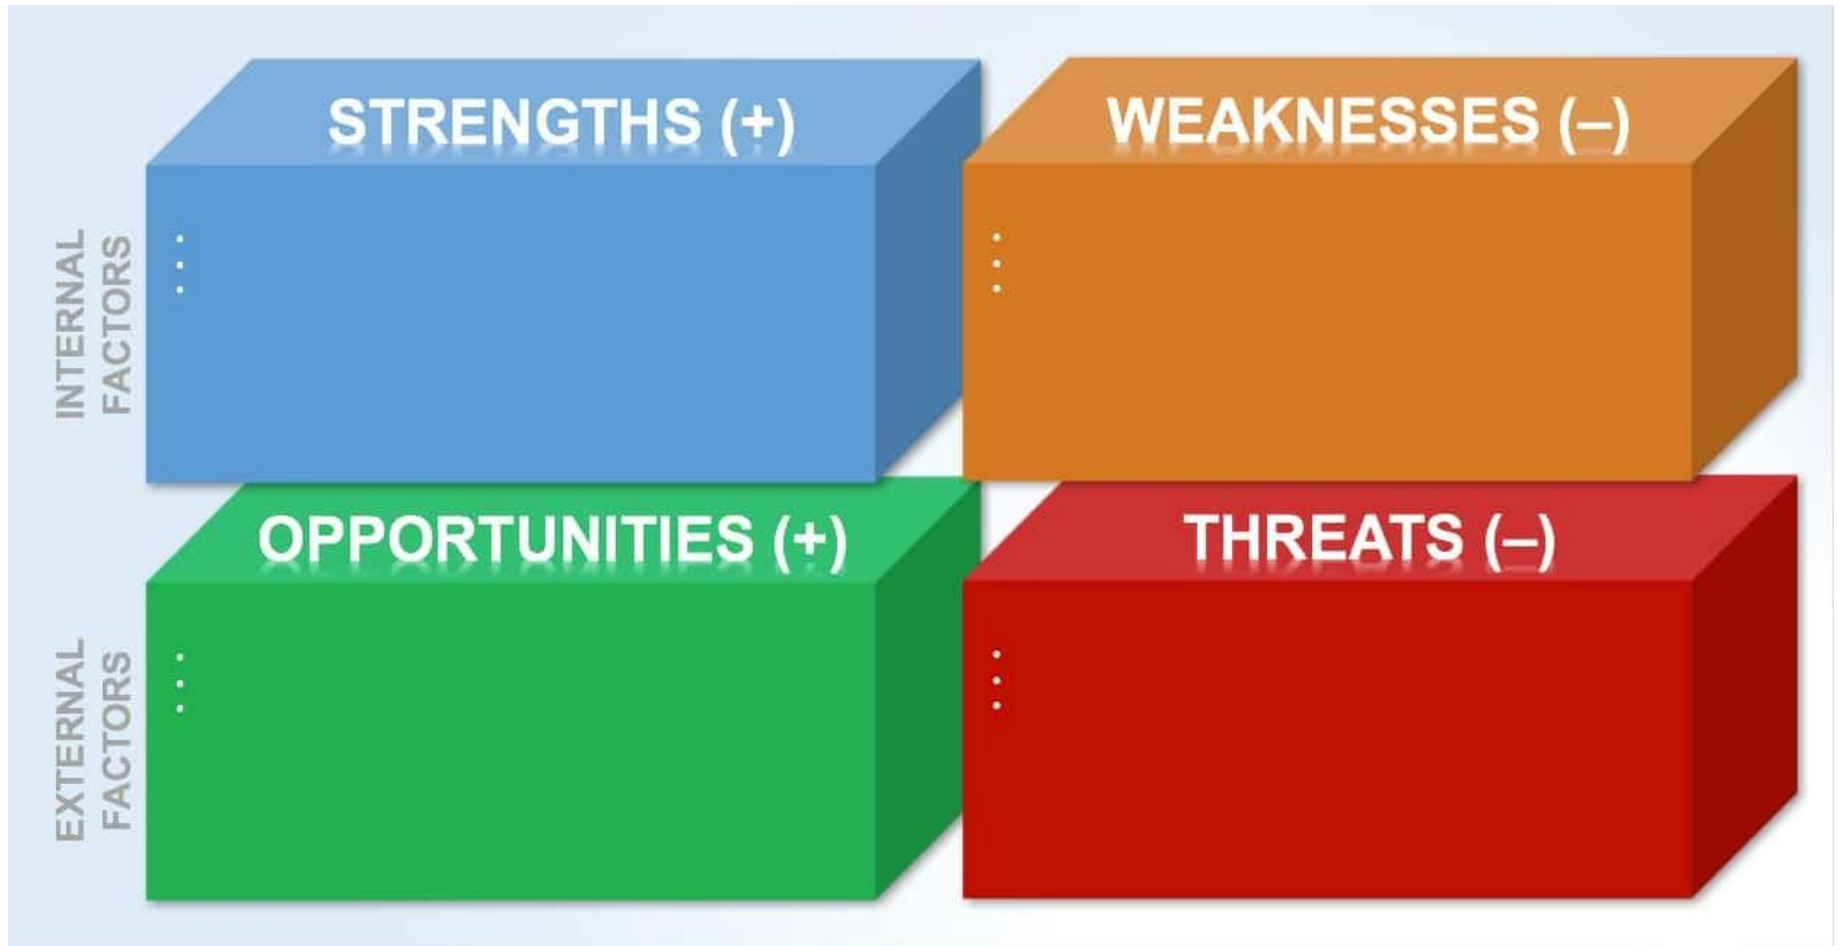 STRENGTHS (+)
WEAKNESSES (–)
INTERNAL
FACTORS
OPPORTUNITIES (+)
THREATS (–)
EXTERNAL
FACTORS